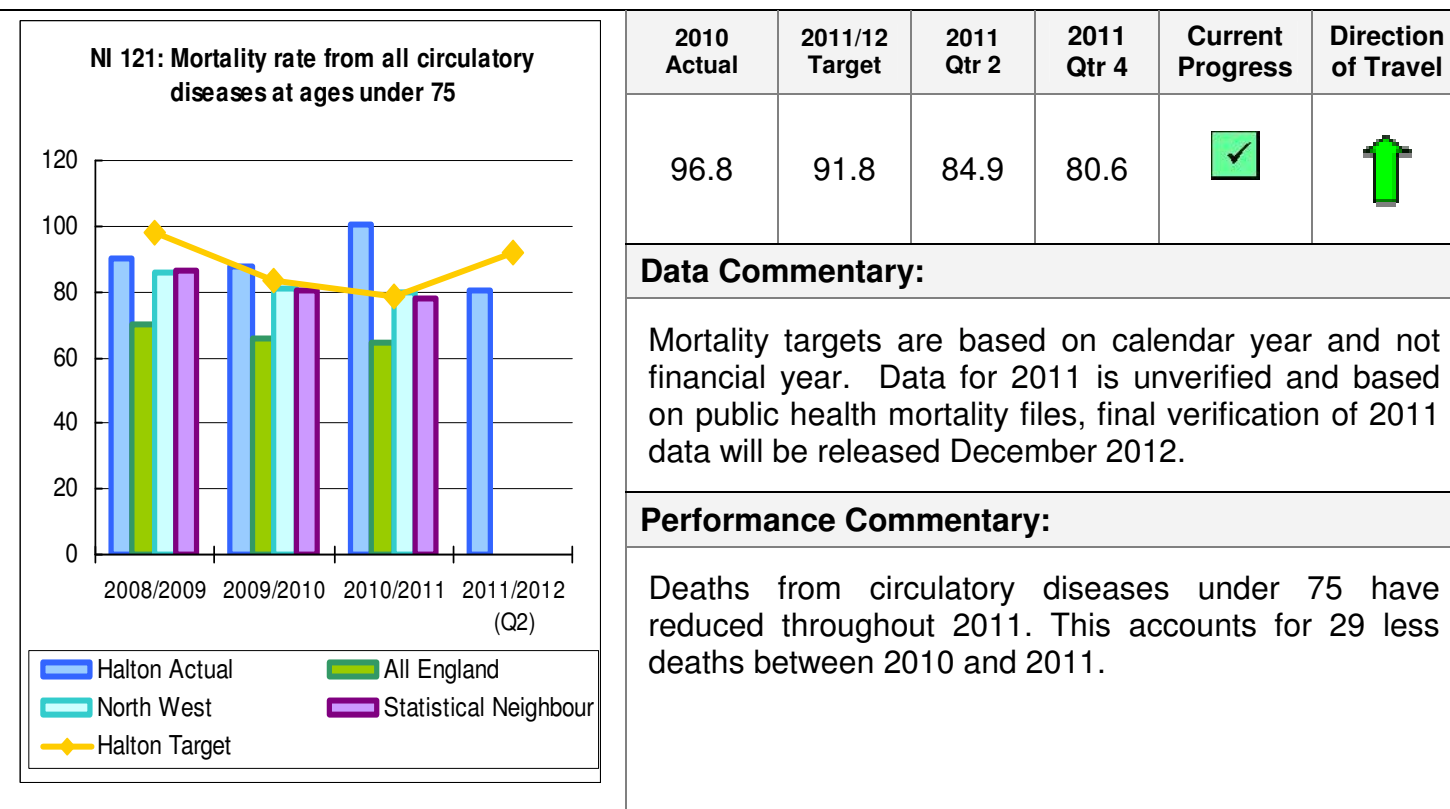 NI 121: Mortality rate from all circulatory
diseases at ages under 75
120
100
80
60
40
20
0
2008/2009 2009/2010 2010/2011 2011/2012
(Q2)
Halton Actual All England
North West Statistical Neighbour
Halton Target
2010 2011/12 2011 2011 Current Direction
Actual Target Qtr 2 Qtr 4 Progress of Travel
96.8 91.8 84.9 80.6
Data Commentary:
Mortality targets are based on calendar year and not
financial year. Data for 2011 is unverified and based
on public health mortality files, final verification of 2011
data will be released December 2012.
Performance Commentary:
Deaths from circulatory diseases under 75 have
reduced throughout 2011. This accounts for 29 less
deaths between 2010 and 2011.